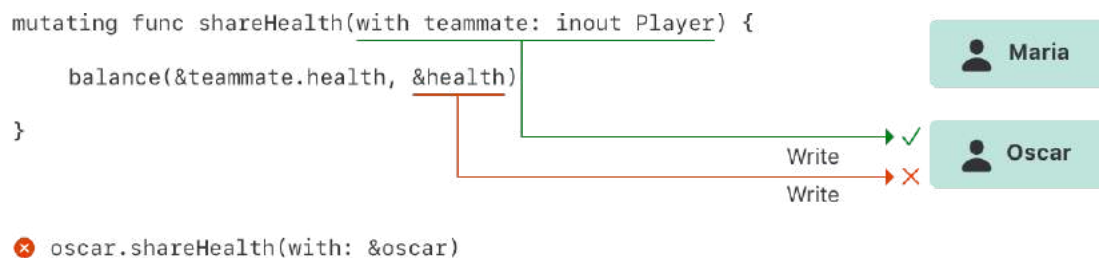 mutating func shareHealth(with teammate: inout Player) {
Maria
balance(&teammate.health, &health)
}
Write
Oscar
Write
oscar.shareHealth(with: &oscar)